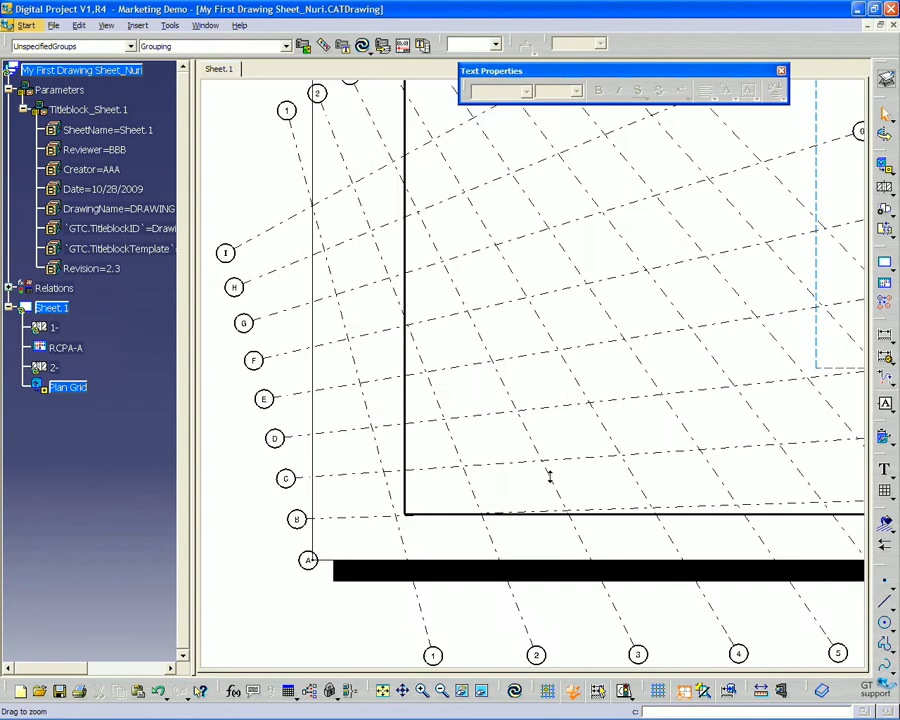 Digital Project V1,R4 - Marketing Demo - [My First Drawing Sheet_Nuri.CATDrawing]
Start File Edit View Insert Tools Window Help
UnspecifiedGroups Grouping
My First Drawing Sheet_Nuri
Sheet.1
Text Properties
Parameters
Titleblock_Sheet.1
SheetName=Sheet.1
Reviewer=BBB
Creator=AAA
Date=10/28/2009
DrawingName=DRAWING
`GTC.TitleblockID`=Drawi
`GTC.TitleblockTemplate`=
Revision=2.3
Relations
Sheet.1
1-
RCPA-A
2-
Plan Grid
1
2
G
I
H
G
F
E
D
C
B
A
1 2 3 4 5
GT
support
Drag to zoom
c: